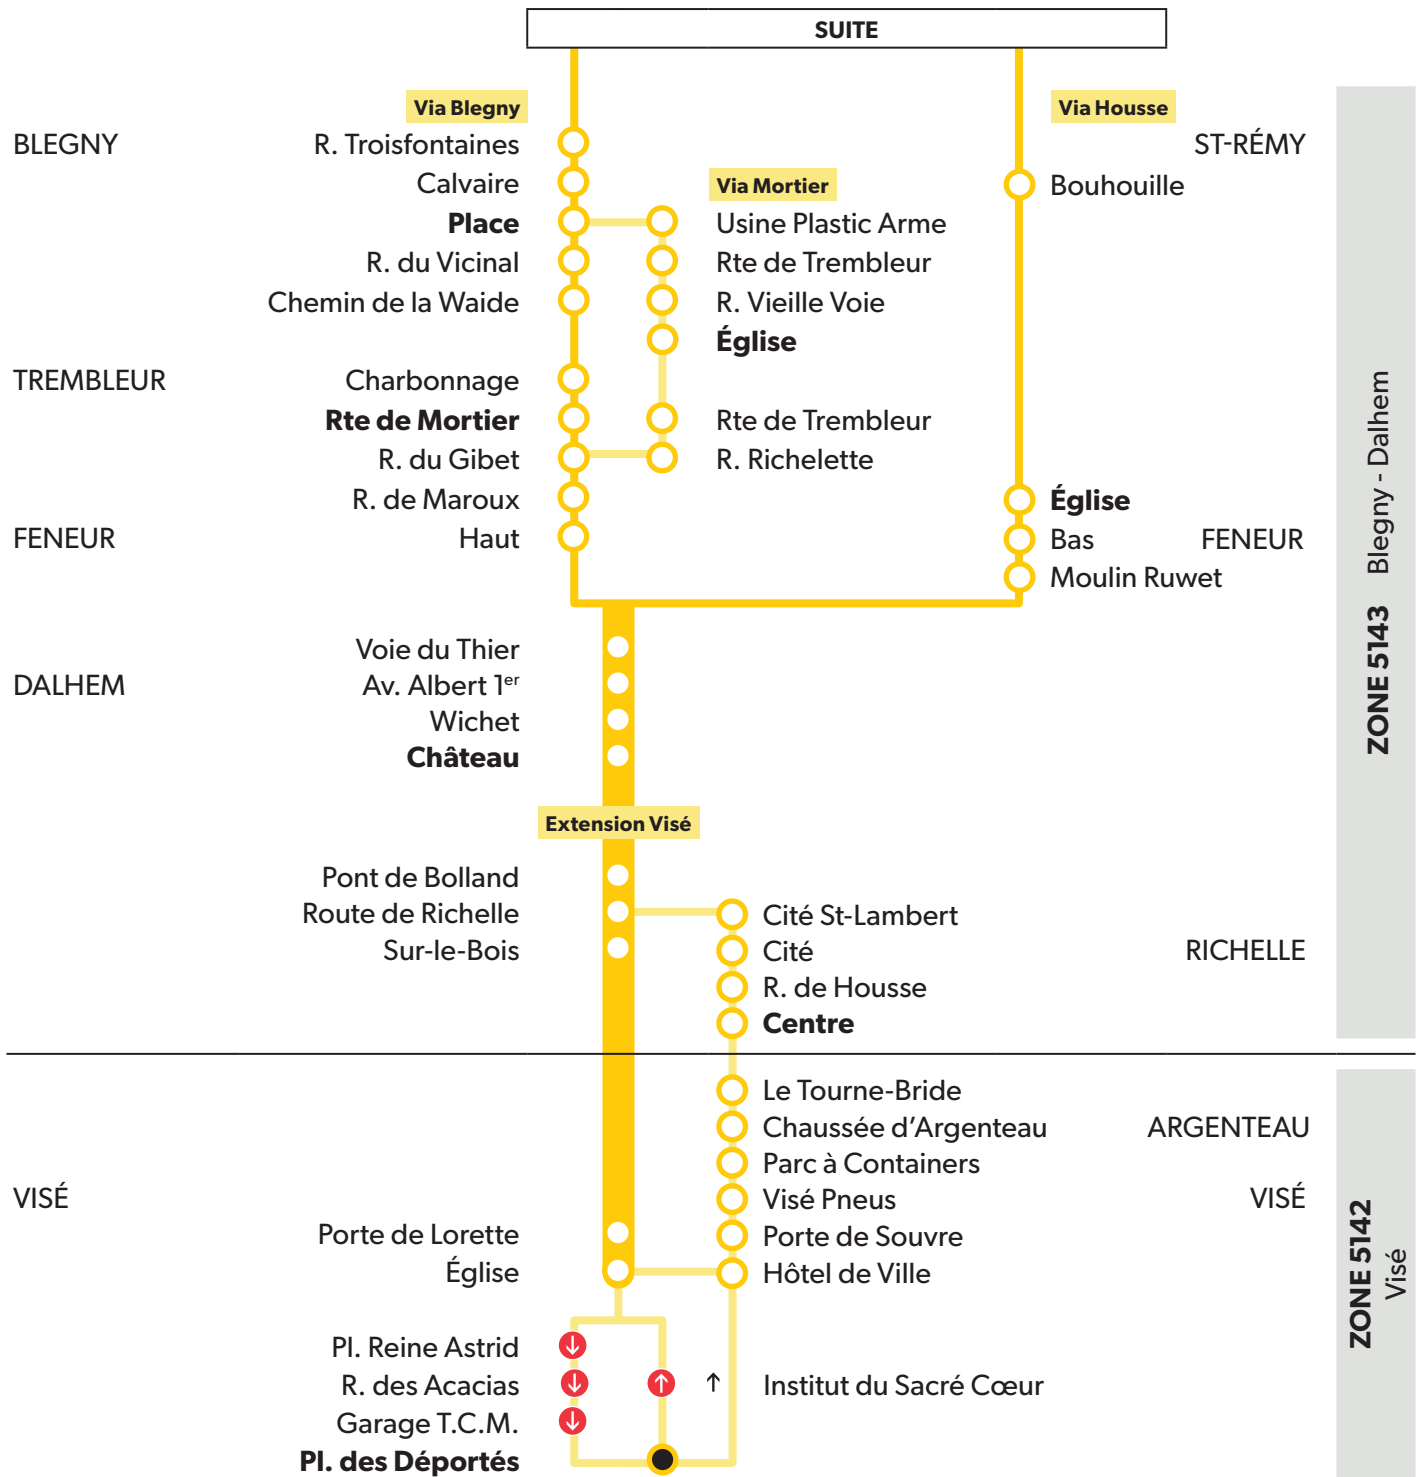 SUITE
Via Blegny
Via Housse
BLEGNY
R. Troisfontaines
ST-RÉMY
Calvaire
Via Mortier
Bouhouille
Place
Usine Plastic Arme
R. du Vicinal
Rte de Trembleur
Chemin de la Waide
R. Vieille Voie
Église
TREMBLEUR
Charbonnage
Rte de Mortier
Rte de Trembleur
R. du Gibet
R. Richelette
R. de Maroux
Église
FENEUR
Haut
Bas
FENEUR
Moulin Ruwet
ZONE 5143 Blegny - Dalhem
Voie du Thier
DALHEM
Av. Albert 1er
Wichet
Château
Extension Visé
Pont de Bolland
Route de Richelle
Cité St-Lambert
Sur-le-Bois
Cité
RICHELLE
R. de Housse
Centre
Le Tourne-Bride
Chaussée d'Argenteau
ARGENTEAU
Parc à Containers
VISÉ
Visé Pneus
VISÉ
Porte de Lorette
Porte de Souvre
Église
Hôtel de Ville
ZONE 5142
Visé
Pl. Reine Astrid
R. des Acacias
Institut du Sacré Cœur
Garage T.C.M.
Pl. des Déportés